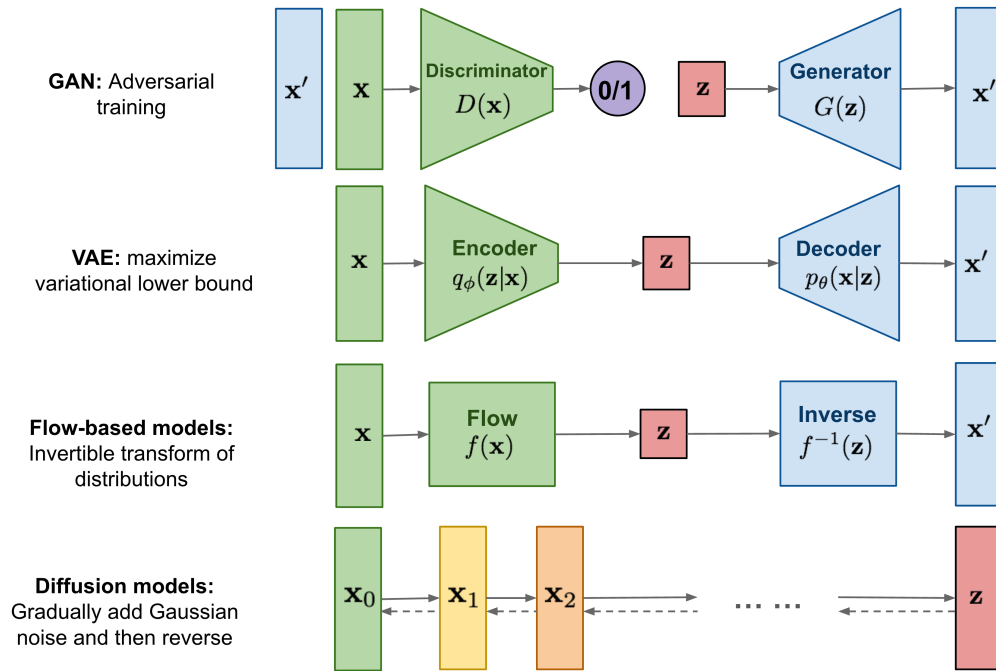 GAN: Adversarial
training
x′
x
Discriminator
D(x)
0/1
z
Generator
G(z)
x′
VAE: maximize
variational lower bound
x
Encoder
qϕ(z|x)
z
Decoder
pθ(x|z)
x′
Flow-based models:
Invertible transform of
distributions
x
Flow
f(x)
z
Inverse
f⁻¹(z)
x′
Diffusion models:
Gradually add Gaussian
noise and then reverse
x₀
x₁
x₂
... ...
z